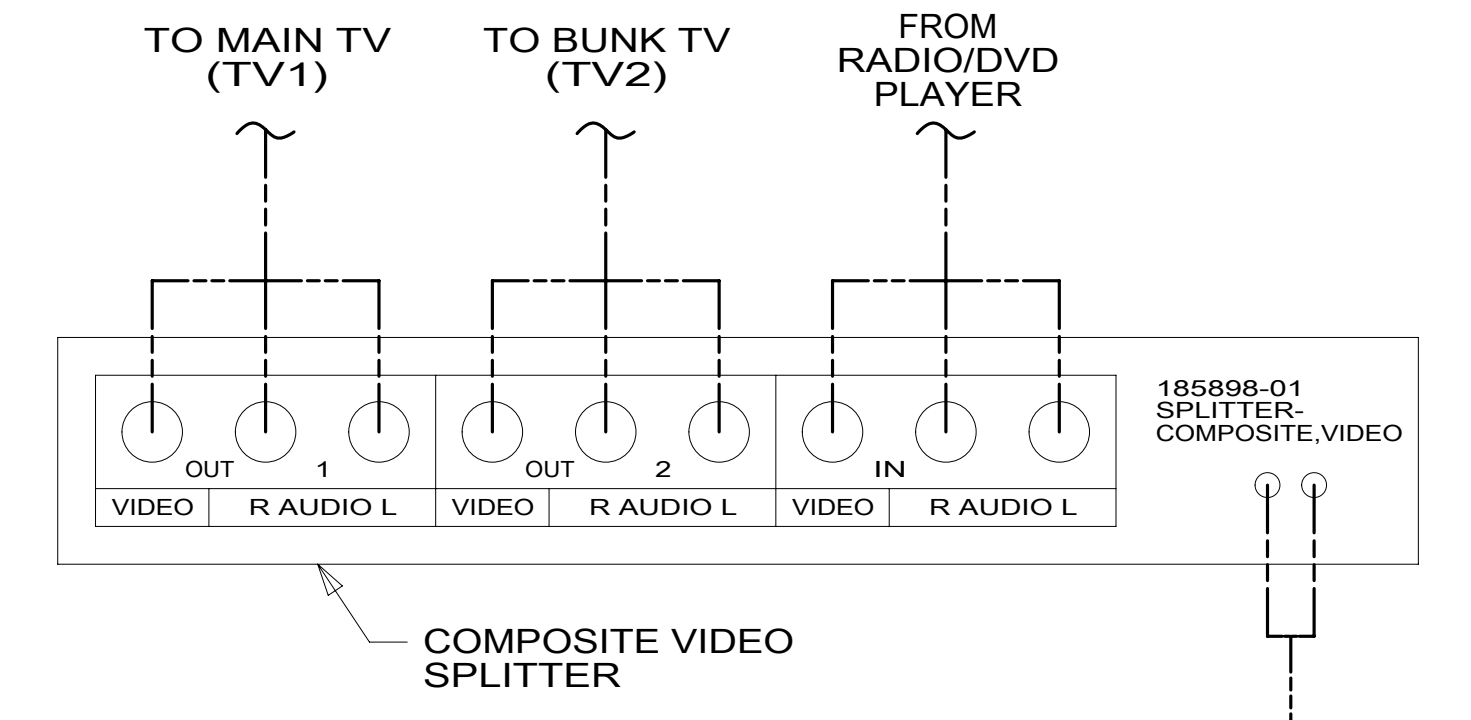 TO MAIN TV
(TV1)
TO BUNK TV
(TV2)
FROM
RADIO/DVD
PLAYER
185898-01
SPLITTER-
COMPOSITE,VIDEO
OUT 1
OUT 2
IN
VIDEO R AUDIO L VIDEO R AUDIO L VIDEO R AUDIO L
COMPOSITE VIDEO
SPLITTER